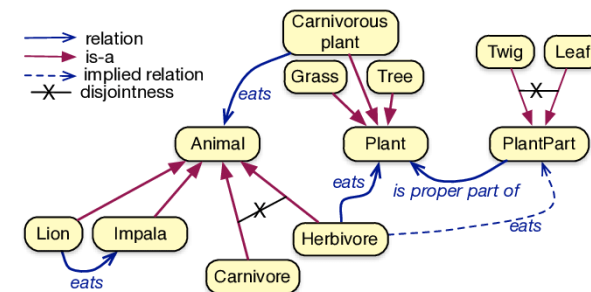 relation
is-a
implied relation
X disjointness
Carnivorous
plant
Grass
Tree
Twig
Leaf
eats
X
Animal
Plant
PlantPart
eats
is proper part of
X
Lion
Impala
Herbivore
eats
eats
Carnivore